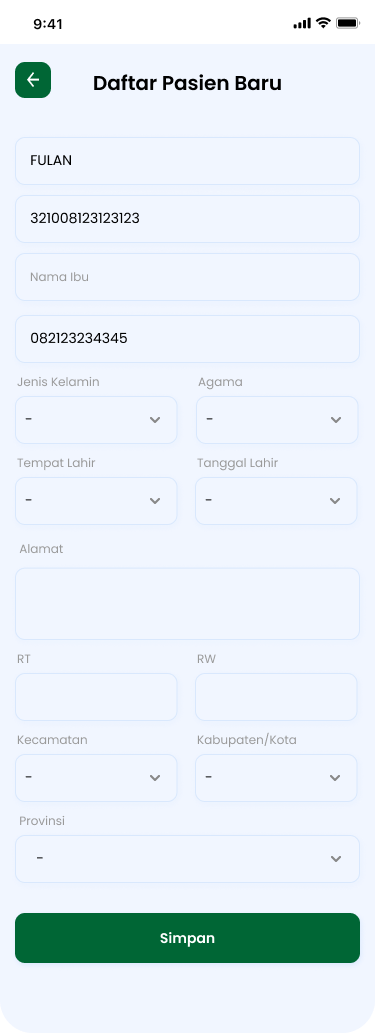 9:41
Daftar Pasien Baru
FULAN
321008123123123
Nama Ibu
082123234345
Jenis Kelamin Agama
- -
Tempat Lahir Tanggal Lahir
- -
Alamat
RT RW
Kecamatan Kabupaten/Kota
- -
Provinsi
-
Simpan